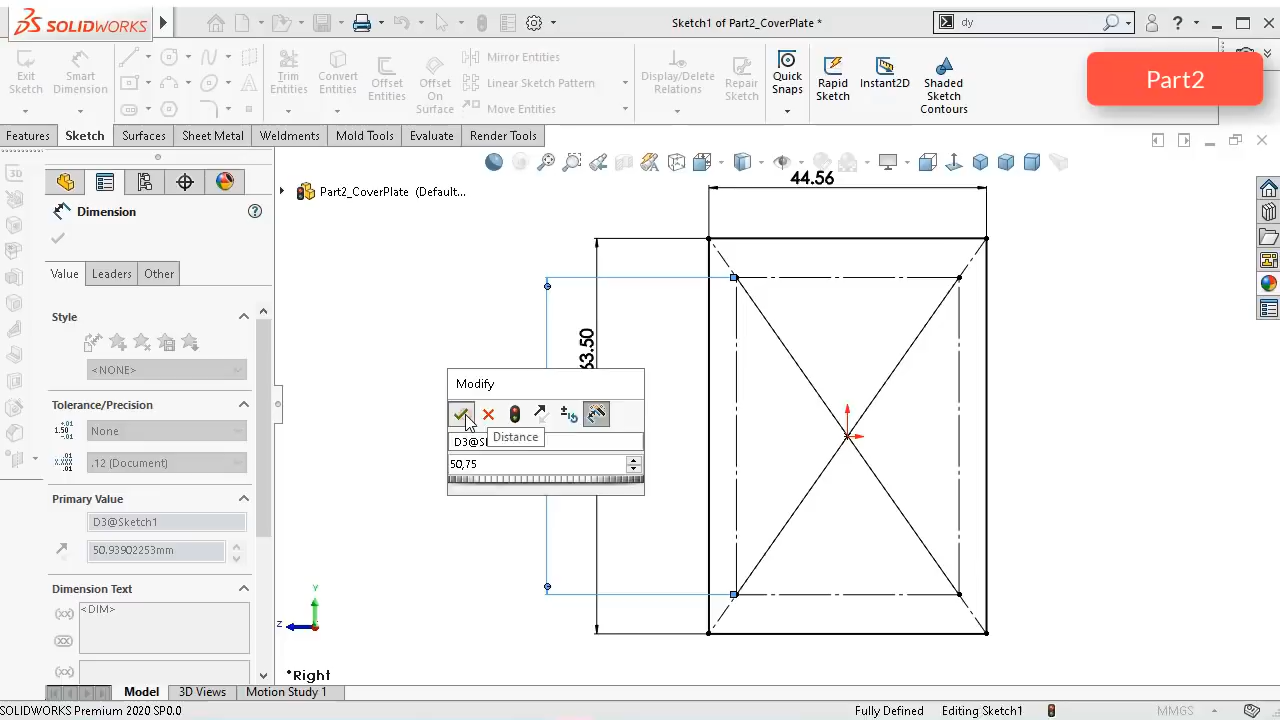 SOLIDWORKS
Sketch1 of Part2_CoverPlate *
dy
?
Exit Sketch
Smart Dimension
Trim Entities
Convert Entities
Offset Entities
Offset On Surface
Mirror Entities
Linear Sketch Pattern
Move Entities
Display/Delete Relations
Repair Sketch
Quick Snaps
Rapid Sketch
Instant2D
Shaded Sketch Contours
Part2
Features
Sketch
Surfaces
Sheet Metal
Weldments
Mold Tools
Evaluate
Render Tools
Part2_CoverPlate (Default...
Dimension
Value
Leaders
Other
Style
<NONE>
Tolerance/Precision
None
.12 (Document)
Primary Value
D3@Sketch1
50.93902253mm
Dimension Text
<DIM>
44.56
63.50
Modify
Distance
D3@Sk
50,75
Y
Z
*Right
Model
3D Views
Motion Study 1
SOLIDWORKS Premium 2020 SP0.0
Fully Defined
Editing Sketch1
MMGS